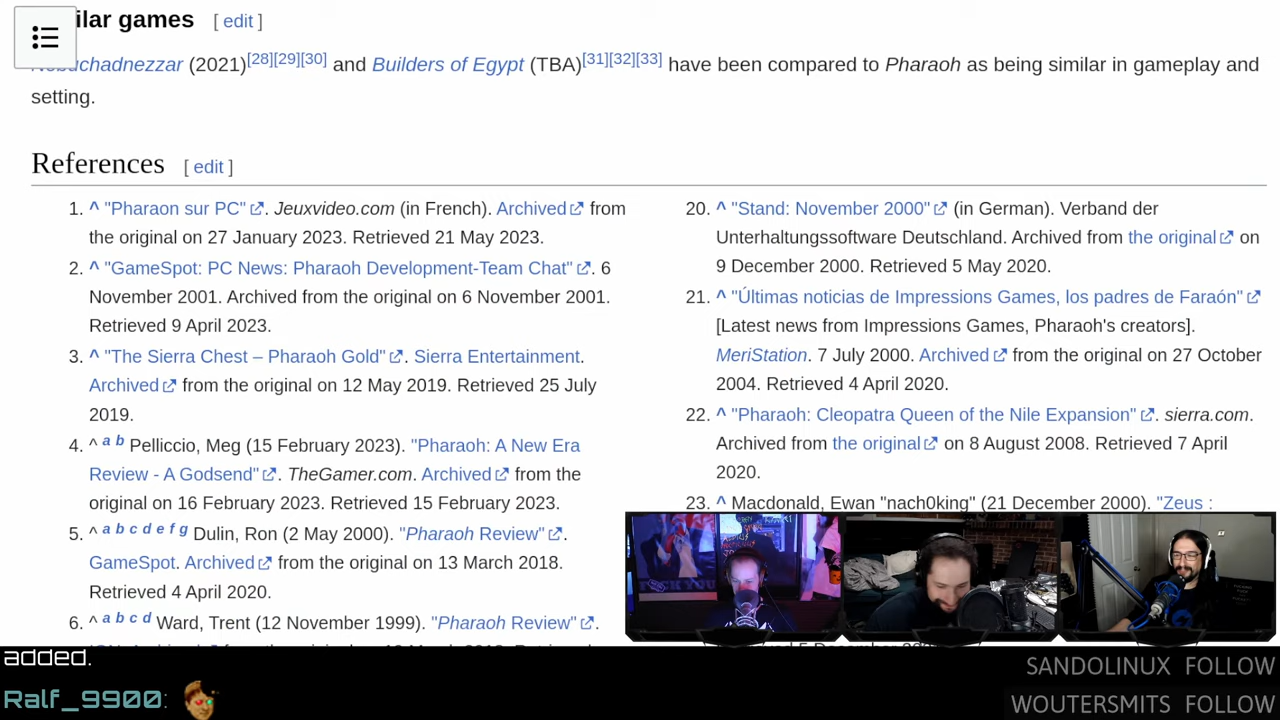 ilar games [ edit ]
Nebuchadnezzar (2021)[28][29][30] and Builders of Egypt (TBA)[31][32][33] have been compared to Pharaoh as being similar in gameplay and
setting.
References [ edit ]
1. ^ "Pharaon sur PC". Jeuxvideo.com (in French). Archived from
the original on 27 January 2023. Retrieved 21 May 2023.
2. ^ "GameSpot: PC News: Pharaoh Development-Team Chat". 6
November 2001. Archived from the original on 6 November 2001.
Retrieved 9 April 2023.
3. ^ "The Sierra Chest – Pharaoh Gold". Sierra Entertainment.
Archived from the original on 12 May 2019. Retrieved 25 July
2019.
4. ^ a b Pelliccio, Meg (15 February 2023). "Pharaoh: A New Era
Review - A Godsend". TheGamer.com. Archived from the
original on 16 February 2023. Retrieved 15 February 2023.
5. ^ a b c d e f g Dulin, Ron (2 May 2000). "Pharaoh Review".
GameSpot. Archived from the original on 13 March 2018.
Retrieved 4 April 2020.
6. ^ a b c d Ward, Trent (12 November 1999). "Pharaoh Review".
20. ^ "Stand: November 2000" (in German). Verband der
Unterhaltungssoftware Deutschland. Archived from the original on
9 December 2000. Retrieved 5 May 2020.
21. ^ "Últimas noticias de Impressions Games, los padres de Faraón"
[Latest news from Impressions Games, Pharaoh's creators].
MeriStation. 7 July 2000. Archived from the original on 27 October
2004. Retrieved 4 April 2020.
22. ^ "Pharaoh: Cleopatra Queen of the Nile Expansion". sierra.com.
Archived from the original on 8 August 2008. Retrieved 7 April
2020.
23. ^ Macdonald, Ewan "nach0king" (21 December 2000). "Zeus :
added.
Ralf_9900:
SANDOLINUX FOLLOW
WOUTERSMITS FOLLOW